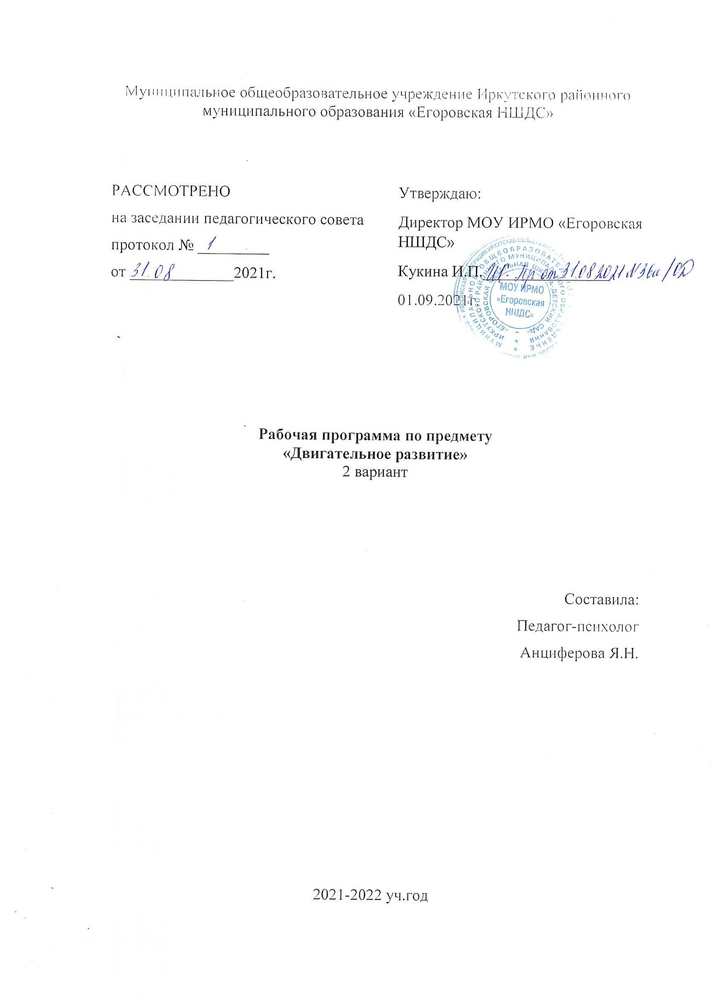 Муниципальное общеобразовательное учреждение Иркутского районного
муниципального образования «Егоровская НШДС»
РАССМОТРЕНО
на заседании педагогического совета
протокол № 1
от 31.08 2021г.
Утверждаю:
Директор МОУ ИРМО «Егоровская
НШДС»
Кукина И.П. Пр от 31.08 2021 N 36а/ОД
01.09.2021г.
МОУ ИРМО
«Егоровская
НШДС»
Рабочая программа по предмету
«Двигательное развитие»
2 вариант
Составила:
Педагог-психолог
Анциферова Я.Н.
2021-2022 уч.год